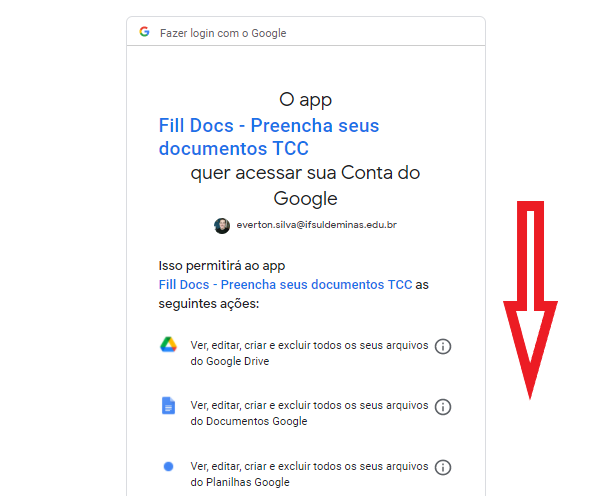 Fazer login com o Google
O app
Fill Docs - Preencha seus
documentos TCC
quer acessar sua Conta do
Google
everton.silva@ifsuldeminas.edu.br
Isso permitirá ao app
Fill Docs - Preencha seus documentos TCC as
seguintes ações:
Ver, editar, criar e excluir todos os seus arquivos
do Google Drive
Ver, editar, criar e excluir todos os seus arquivos
do Documentos Google
Ver, editar, criar e excluir todos os seus arquivos
do Planilhas Google